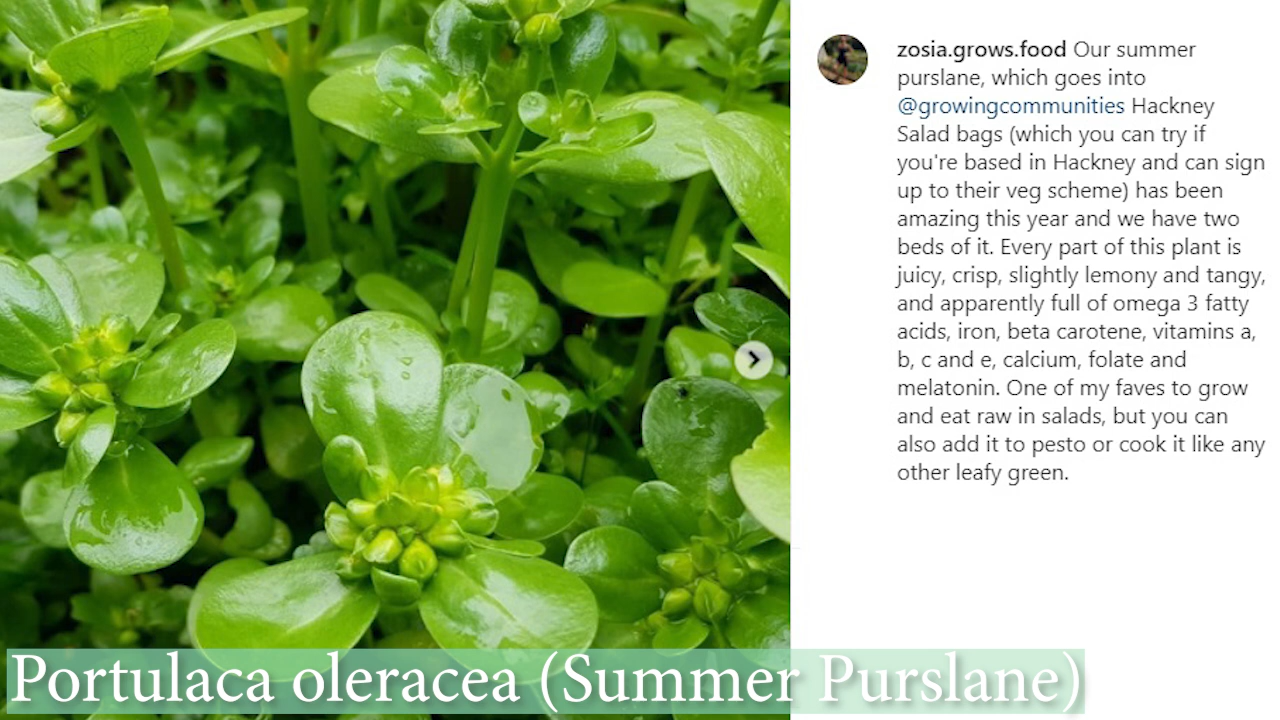 zosia.grows.food Our summer
purslane, which goes into
@growingcommunities Hackney
Salad bags (which you can try if
you're based in Hackney and can sign
up to their veg scheme) has been
amazing this year and we have two
beds of it. Every part of this plant is
juicy, crisp, slightly lemony and tangy,
and apparently full of omega 3 fatty
acids, iron, beta carotene, vitamins a,
b, c and e, calcium, folate and
melatonin. One of my faves to grow
and eat raw in salads, but you can
also add it to pesto or cook it like any
other leafy green.
Portulaca oleracea (Summer Purslane)